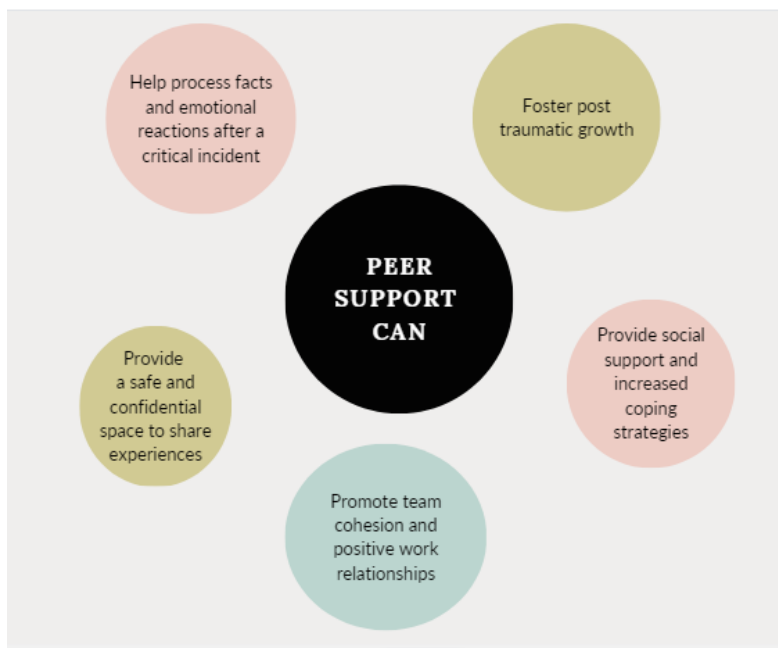 Help process facts
and emotional
reactions after a
critical incident
Foster post
traumatic growth
PEER
SUPPORT
CAN
Provide social
support and
increased
coping
strategies
Provide
a safe and
confidential
space to share
experiences
Promote team
cohesion and
positive work
relationships